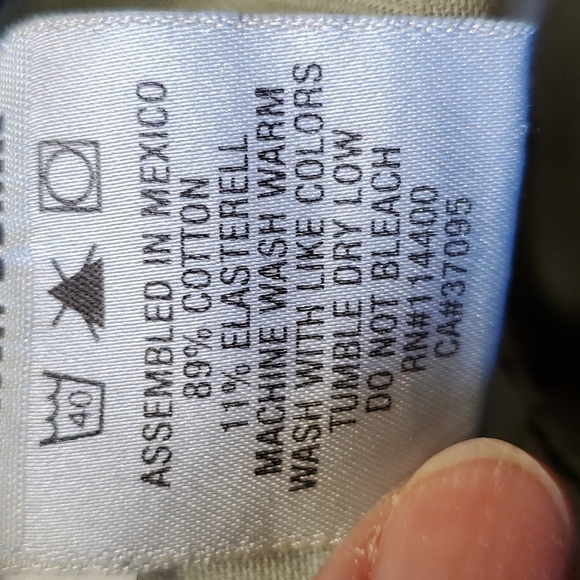 40
ASSEMBLED IN MEXICO
89% COTTON
11% ELASTERELL
MACHINE WASH WARM
WASH WITH LIKE COLORS
TUMBLE DRY LOW
DO NOT BLEACH
RN#114400
CA#37095